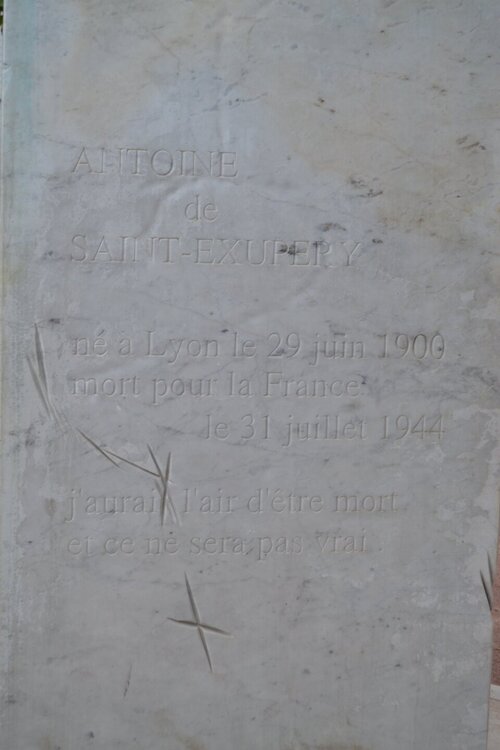 ANTOINE
de
SAINT-EXUPERY
né à Lyon le 29 juin 1900
mort pour la France
le 31 juillet 1944
j'aurai l'air d'être mort
et ce ne sera pas vrai.